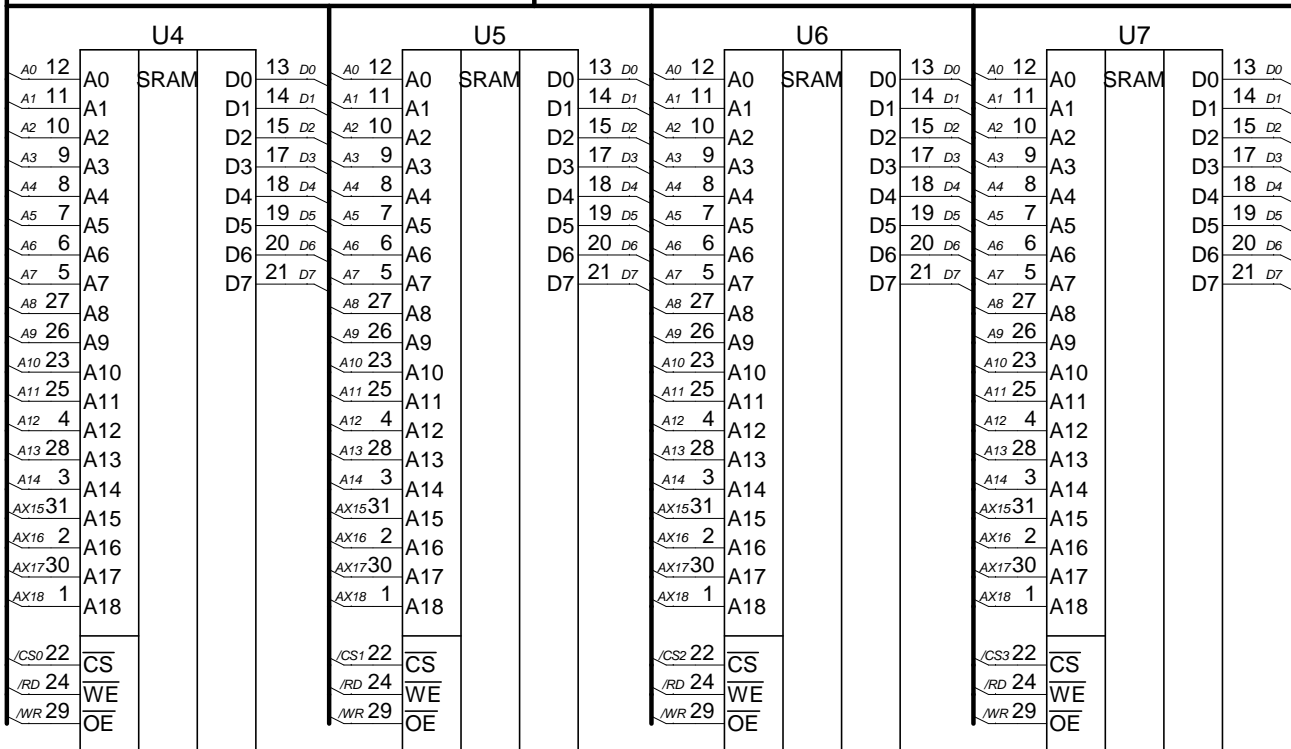 U4 U5 U6 U7
A0 12 A0 SRAM D0 13 D0 A0 12 A0 SRAM D0 13 D0 A0 12 A0 SRAM D0 13 D0 A0 12 A0 SRAM D0 13 D0
A1 11 A1 D1 14 D1 A1 11 A1 D1 14 D1 A1 11 A1 D1 14 D1 A1 11 A1 D1 14 D1
A2 10 A2 D2 15 D2 A2 10 A2 D2 15 D2 A2 10 A2 D2 15 D2 A2 10 A2 D2 15 D2
A3 9 A3 D3 17 D3 A3 9 A3 D3 17 D3 A3 9 A3 D3 17 D3 A3 9 A3 D3 17 D3
A4 8 A4 D4 18 D4 A4 8 A4 D4 18 D4 A4 8 A4 D4 18 D4 A4 8 A4 D4 18 D4
A5 7 A5 D5 19 D5 A5 7 A5 D5 19 D5 A5 7 A5 D5 19 D5 A5 7 A5 D5 19 D5
A6 6 A6 D6 20 D6 A6 6 A6 D6 20 D6 A6 6 A6 D6 20 D6 A6 6 A6 D6 20 D6
A7 5 A7 D7 21 D7 A7 5 A7 D7 21 D7 A7 5 A7 D7 21 D7 A7 5 A7 D7 21 D7
A8 27 A8 A8 27 A8 A8 27 A8 A8 27 A8
A9 26 A9 A9 26 A9 A9 26 A9 A9 26 A9
A10 23 A10 A10 23 A10 A10 23 A10 A10 23 A10
A11 25 A11 A11 25 A11 A11 25 A11 A11 25 A11
A12 4 A12 A12 4 A12 A12 4 A12 A12 4 A12
A13 28 A13 A13 28 A13 A13 28 A13 A13 28 A13
A14 3 A14 A14 3 A14 A14 3 A14 A14 3 A14
AX15 31 A15 AX15 31 A15 AX15 31 A15 AX15 31 A15
AX16 2 A16 AX16 2 A16 AX16 2 A16 AX16 2 A16
AX17 30 A17 AX17 30 A17 AX17 30 A17 AX17 30 A17
AX18 1 A18 AX18 1 A18 AX18 1 A18 AX18 1 A18
/CS0 22 CS /CS1 22 CS /CS2 22 CS /CS3 22 CS
/RD 24 WE /RD 24 WE /RD 24 WE /RD 24 WE
/WR 29 OE /WR 29 OE /WR 29 OE /WR 29 OE